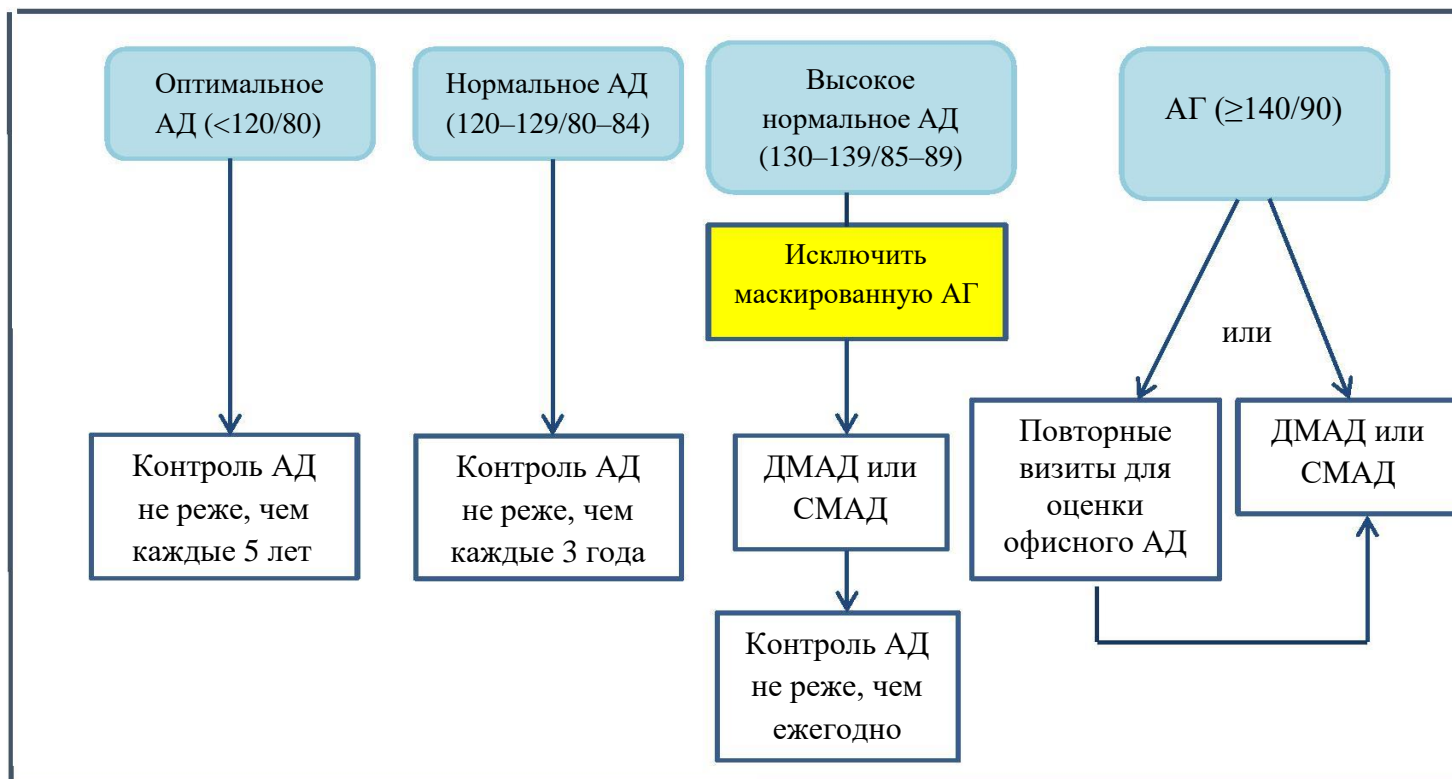 Оптимальное
АД (<120/80)
Нормальное АД
(120–129/80–84)
Высокое
нормальное АД
(130–139/85–89)
АГ (≥140/90)
Исключить
маскированную АГ
или
Контроль АД
не реже, чем
каждые 5 лет
Контроль АД
не реже, чем
каждые 3 года
ДМАД или
СМАД
Повторные
визиты для
оценки
офисного АД
ДМАД или
СМАД
Контроль АД
не реже, чем
ежегодно